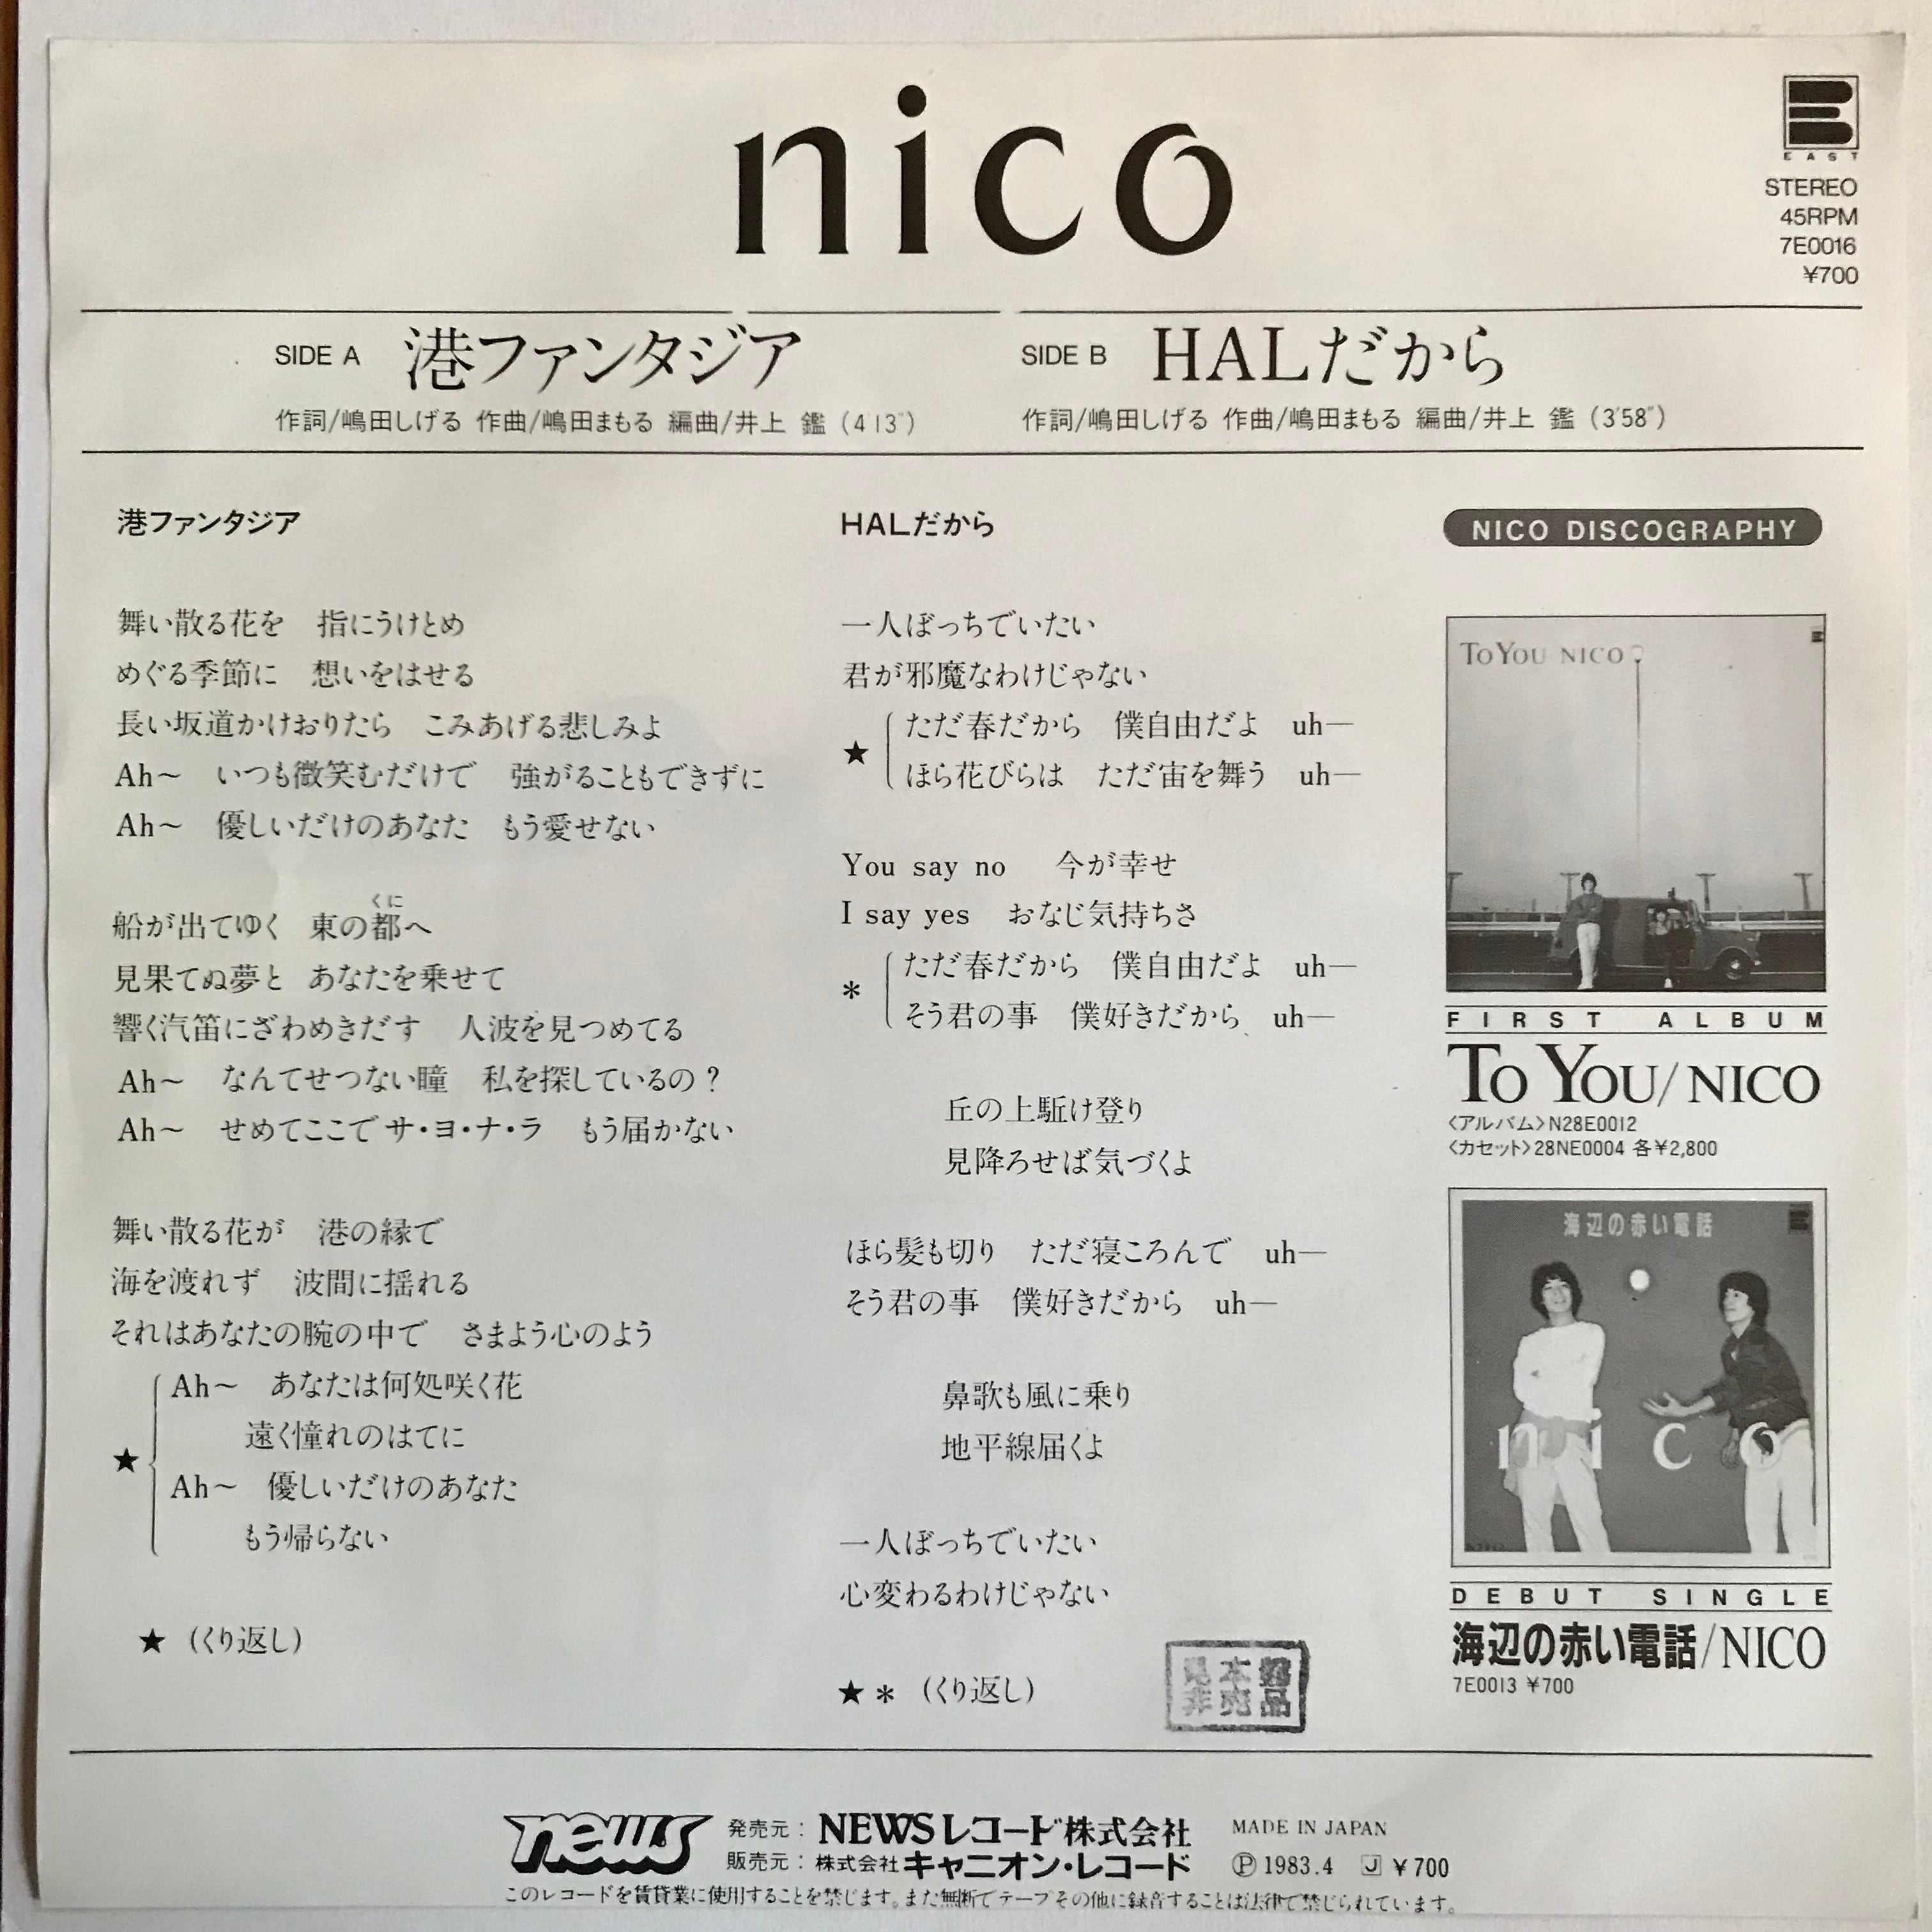 nico
EAST
STEREO
45RPM
7E0016
¥700
SIDE A 港ファンタジア
作詞/嶋田しげる 作曲/嶋田まもる 編曲/井上 鑑 (4'13")
SIDE B HALだから
作詞/嶋田しげる 作曲/嶋田まもる 編曲/井上 鑑 (3'58")
港ファンタジア
舞い散る花を 指にうけとめ
めぐる季節に 想いをはせる
長い坂道かけおりたら こみあげる悲しみよ
Ah〜 いつも微笑むだけで 強がることもできずに
Ah〜 優しいだけのあなた もう愛せない
くに
船が出てゆく 東の都へ
見果てぬ夢と あなたを乗せて
響く汽笛にざわめきだす 人波を見つめてる
Ah〜 なんてせつない瞳 私を探しているの?
Ah〜 せめてここで サ・ヨ・ナ・ラ もう届かない
舞い散る花が 港の縁で
海を渡れず 波間に揺れる
それはあなたの腕の中で さまよう心のよう
★ Ah〜 あなたは何処咲く花
遠く憧れのはてに
Ah〜 優しいだけのあなた
もう帰らない
★ (くり返し)
HALだから
一人ぼっちでいたい
君が邪魔なわけじゃない
★ ただ春だから 僕自由だよ uh—
ほら花びらは ただ宙を舞う uh—
You say no 今が幸せ
I say yes おなじ気持ちさ
* ただ春だから 僕自由だよ uh—
そう君の事 僕好きだから uh—
丘の上駈け登り
見降ろせば気づくよ
ほら髪も切り ただ寝ころんで uh—
そう君の事 僕好きだから uh—
鼻歌も風に乗り
地平線届くよ
一人ぼっちでいたい
心変わるわけじゃない
★ * (くり返し)
見本盤
非売品
NICO DISCOGRAPHY
TO YOU NICO
FIRST ALBUM
TO YOU/NICO
〈アルバム〉N28E0012
〈カセット〉28NE0004 各¥2,800
海辺の赤い電話
nico
DEBUT SINGLE
海辺の赤い電話/NICO
7E0013 ¥700
news
発売元: NEWSレコード株式会社
販売元: 株式会社キャニオン・レコード
MADE IN JAPAN
Ⓟ 1983.4 J ¥700
このレコードを賃貸業に使用することを禁じます。また無断でテープその他に録音することは法律で禁じられています。